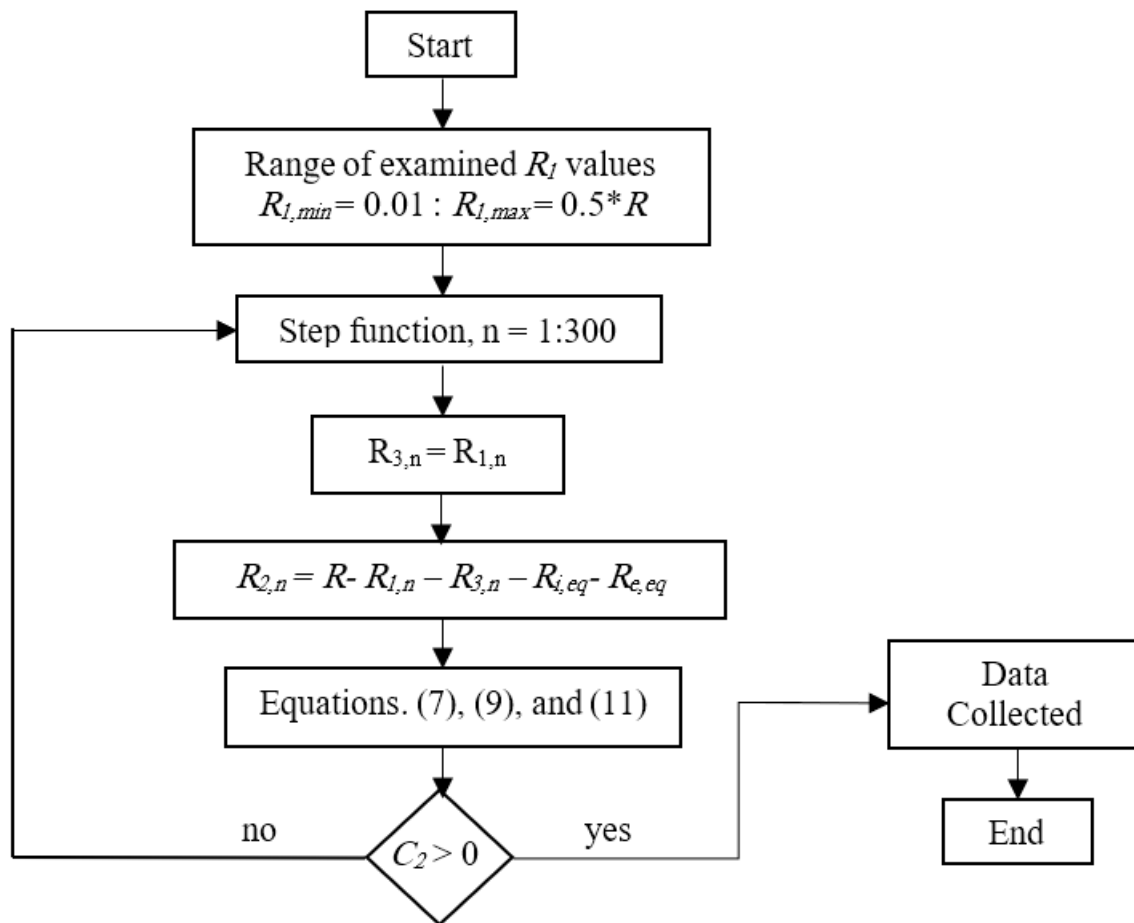 Start
Range of examined R1 values
R1,min = 0.01 : R1,max = 0.5* R
Step function, n = 1:300
R3,n = R1,n
R2,n = R- R1,n – R3,n – Ri,eq- Re,eq
Equations. (7), (9), and (11)
no
C2 > 0
yes
Data
Collected
End